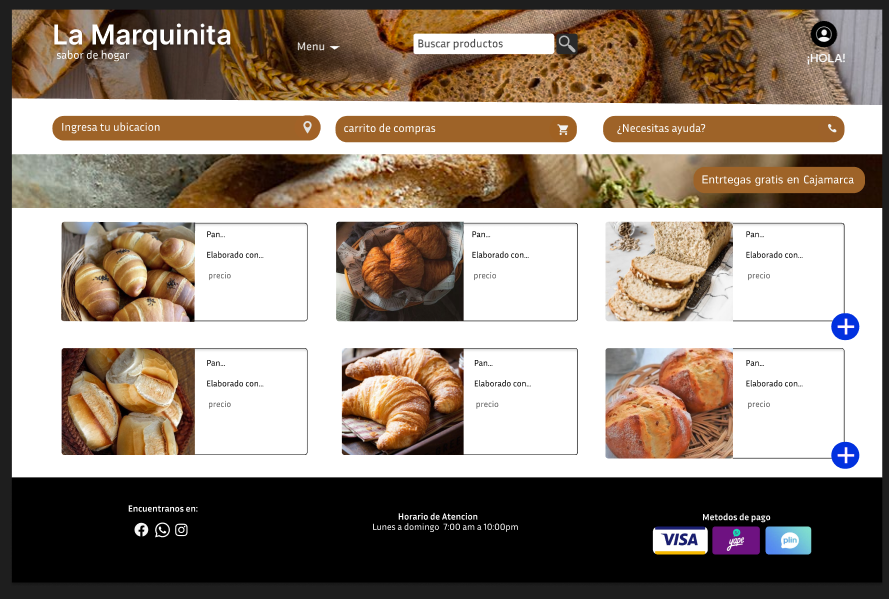 La Marquinita
sabor de hogar
Menu
Buscar productos
¡HOLA!
Ingresa tu ubicacion
carrito de compras
¿Necesitas ayuda?
Entrtegas gratis en Cajamarca
Pan...
Elaborado con...
precio
Pan...
Elaborado con...
precio
Pan...
Elaborado con...
precio
Pan...
Elaborado con...
precio
Pan...
Elaborado con...
precio
Pan...
Elaborado con...
precio
Encuentranos en:
Horario de Atencion
Lunes a domingo 7:00 am a 10:00pm
Metodos de pago
VISA
yape
plin